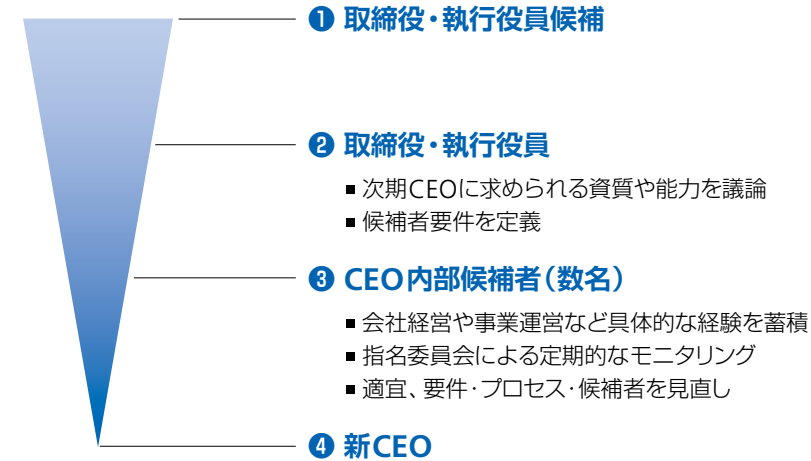 ❶ 取締役・執行役員候補
❷ 取締役・執行役員
■ 次期CEOに求められる資質や能力を議論
■ 候補者要件を定義
❸ CEO内部候補者（数名）
■ 会社経営や事業運営など具体的な経験を蓄積
■ 指名委員会による定期的なモニタリング
■ 適宜、要件・プロセス・候補者を見直し
❹ 新CEO